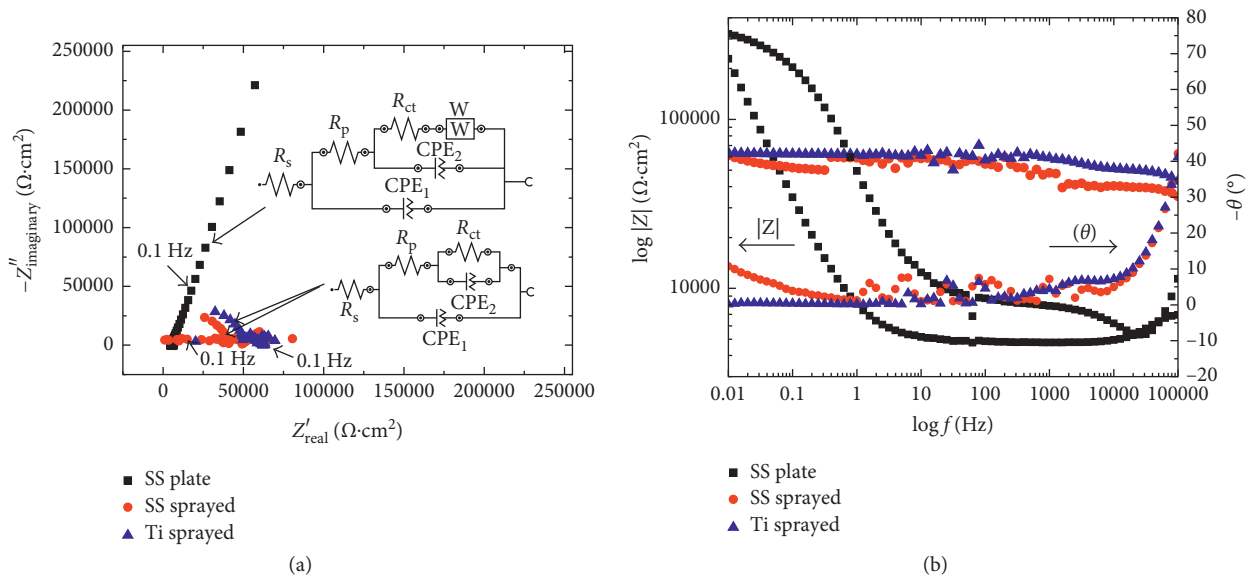 250000
200000
150000
100000
50000
0
−Z″imaginary (Ω·cm²)
0 50000 100000 150000 200000 250000
Z′real (Ω·cm²)
Rs
Rp
Rct
W
W
CPE2
CPE1
0.1 Hz
Rp
Rct
Rs
CPE2
CPE1
0.1 Hz
0.1 Hz
SS plate
SS sprayed
Ti sprayed
(a)
100000
10000
log |Z| (Ω·cm²)
|Z|
(θ)
80
70
60
50
40
30
20
10
0
−10
−20
−θ (°)
0.01 0.1 1 10 100 1000 10000 100000
log f (Hz)
SS plate
SS sprayed
Ti sprayed
(b)